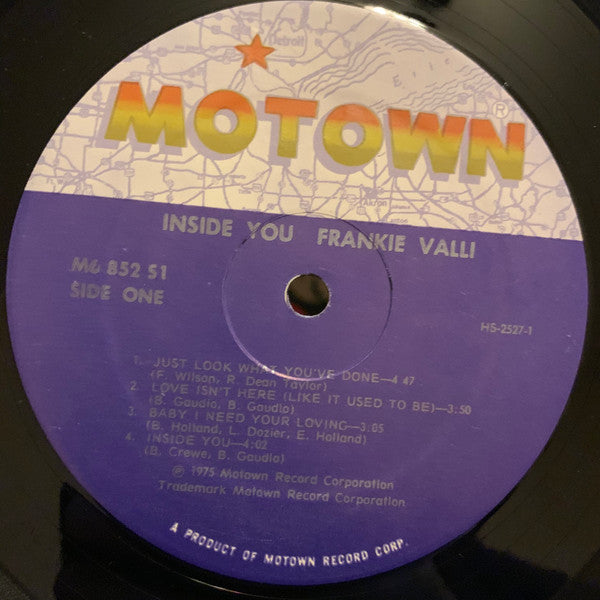 Detroit
Erie
MOTOWN®
Akron
INSIDE YOU FRANKIE VALLI
M6 852 S1
SIDE ONE
HS-2527-1
1. JUST LOOK WHAT YOU'VE DONE—4 47
(F. Wilson, R. Dean Taylor)
2. LOVE ISN'T HERE (LIKE IT USED TO BE)—3:50
(B. Gaudio, B. Gaudio)
3. BABY I NEED YOUR LOVING—3:05
(B. Holland, L. Dozier, E. Holland)
4. INSIDE YOU—4:02
(B. Crewe, B. Gaudio)
℗ 1975 Motown Record Corporation
Trademark Motown Record Corporation
A PRODUCT OF MOTOWN RECORD CORP.